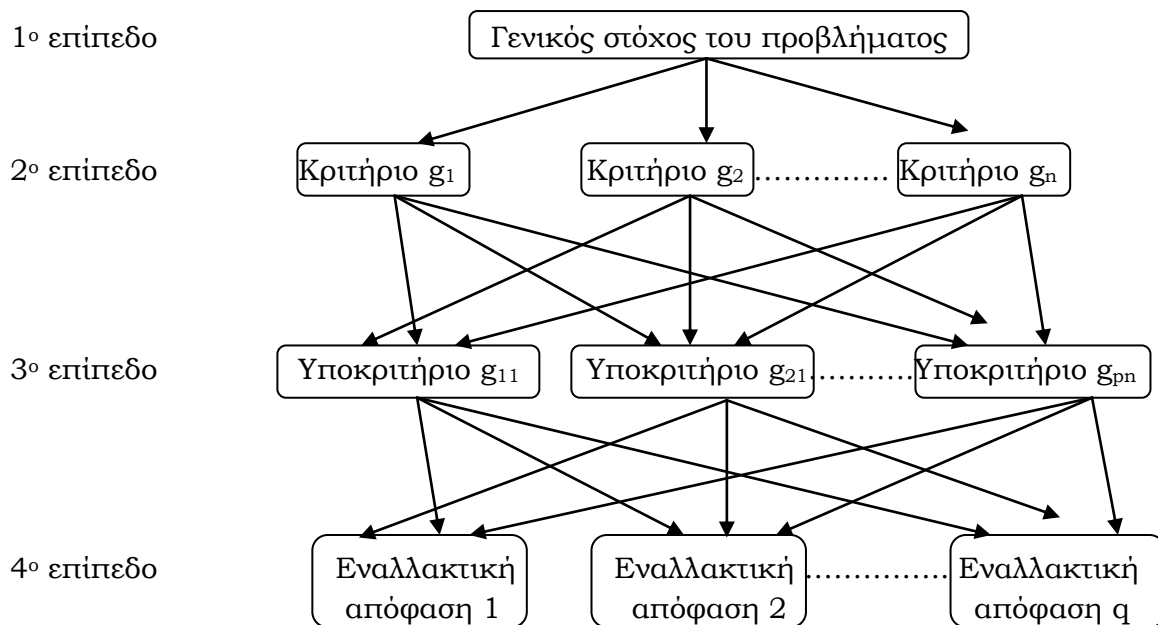 1ο επίπεδο Γενικός στόχος του προβλήματος
2ο επίπεδο Κριτήριο g1 Κριτήριο g2 .............. Κριτήριο gn
3ο επίπεδο Υποκριτήριο g11 Υποκριτήριο g21 ........... Υποκριτήριο gpn
4ο επίπεδο Εναλλακτική απόφαση 1 Εναλλακτική απόφαση 2 ............... Εναλλακτική απόφαση q